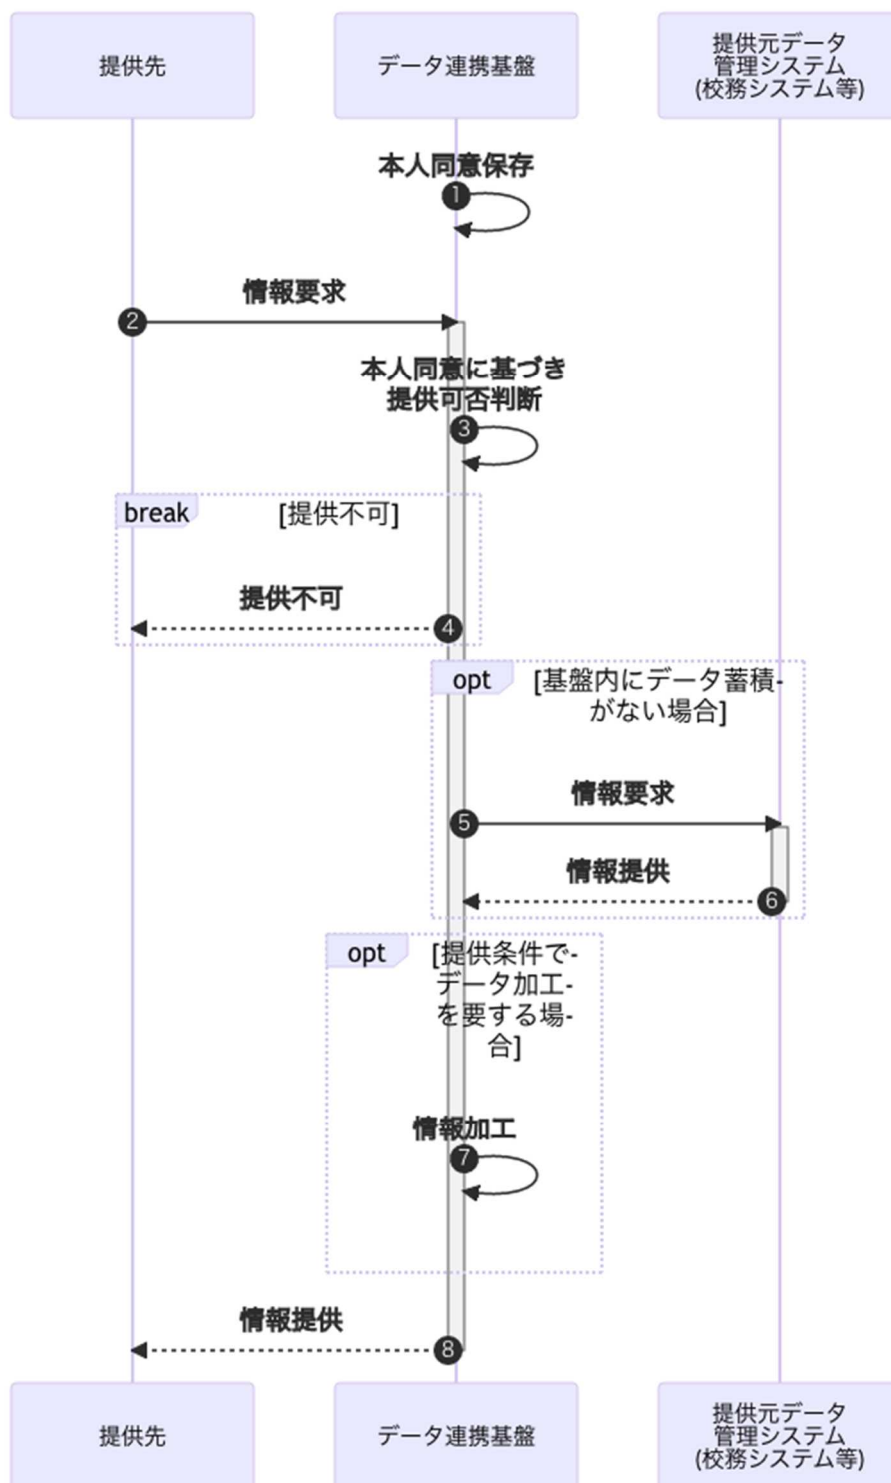 提供先
データ連携基盤
提供元データ
管理システム
(校務システム等)
本人同意保存
1
情報要求
2
本人同意に基づき
提供可否判断
3
break
[提供不可]
提供不可
4
opt
[基盤内にデータ蓄積-
がない場合]
情報要求
5
情報提供
6
opt
[提供条件で-
データ加工-
を要する場-
合]
情報加工
7
情報提供
8
提供先
データ連携基盤
提供元データ
管理システム
(校務システム等)